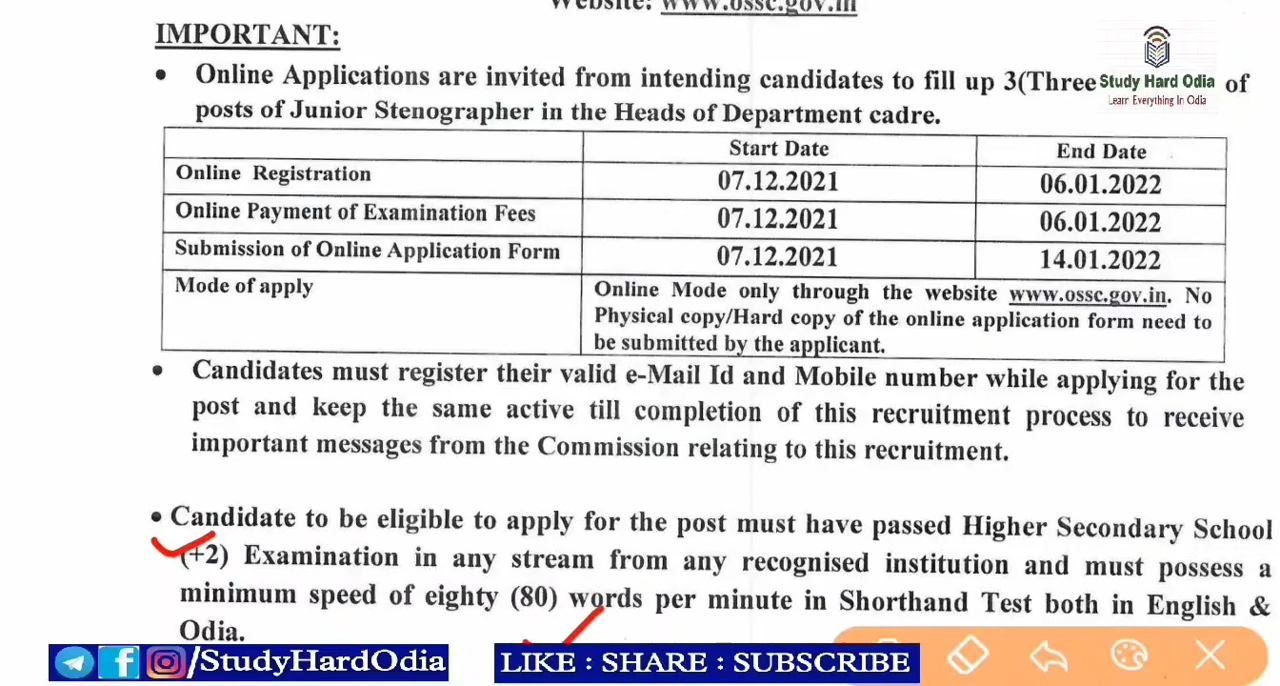 Website: www.ossc.gov.in
IMPORTANT:
• Online Applications are invited from intending candidates to fill up 3(Three of
posts of Junior Stenographer in the Heads of Department cadre.
Study Hard Odia
Learn Everything In Odia
Start Date End Date
Online Registration 07.12.2021 06.01.2022
Online Payment of Examination Fees 07.12.2021 06.01.2022
Submission of Online Application Form 07.12.2021 14.01.2022
Mode of apply Online Mode only through the website www.ossc.gov.in. No
Physical copy/Hard copy of the online application form need to
be submitted by the applicant.
• Candidates must register their valid e-Mail Id and Mobile number while applying for the
post and keep the same active till completion of this recruitment process to receive
important messages from the Commission relating to this recruitment.
• Candidate to be eligible to apply for the post must have passed Higher Secondary School
(+2) Examination in any stream from any recognised institution and must possess a
minimum speed of eighty (80) words per minute in Shorthand Test both in English &
Odia.
/StudyHardOdia
LIKE : SHARE : SUBSCRIBE